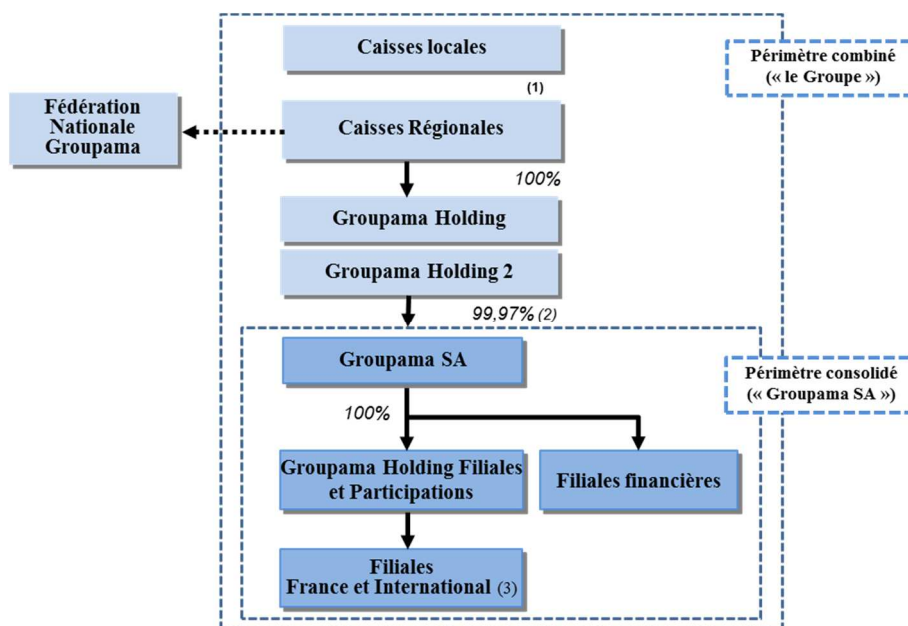 Caisses locales
Périmètre combiné
(« le Groupe »)
(1)
Fédération
Nationale
Groupama
Caisses Régionales
100%
Groupama Holding
Groupama Holding 2
99,97% (2)
Groupama SA
Périmètre consolidé
(« Groupama SA »)
100%
Groupama Holding Filiales
et Participations
Filiales financières
Filiales
France et International (3)